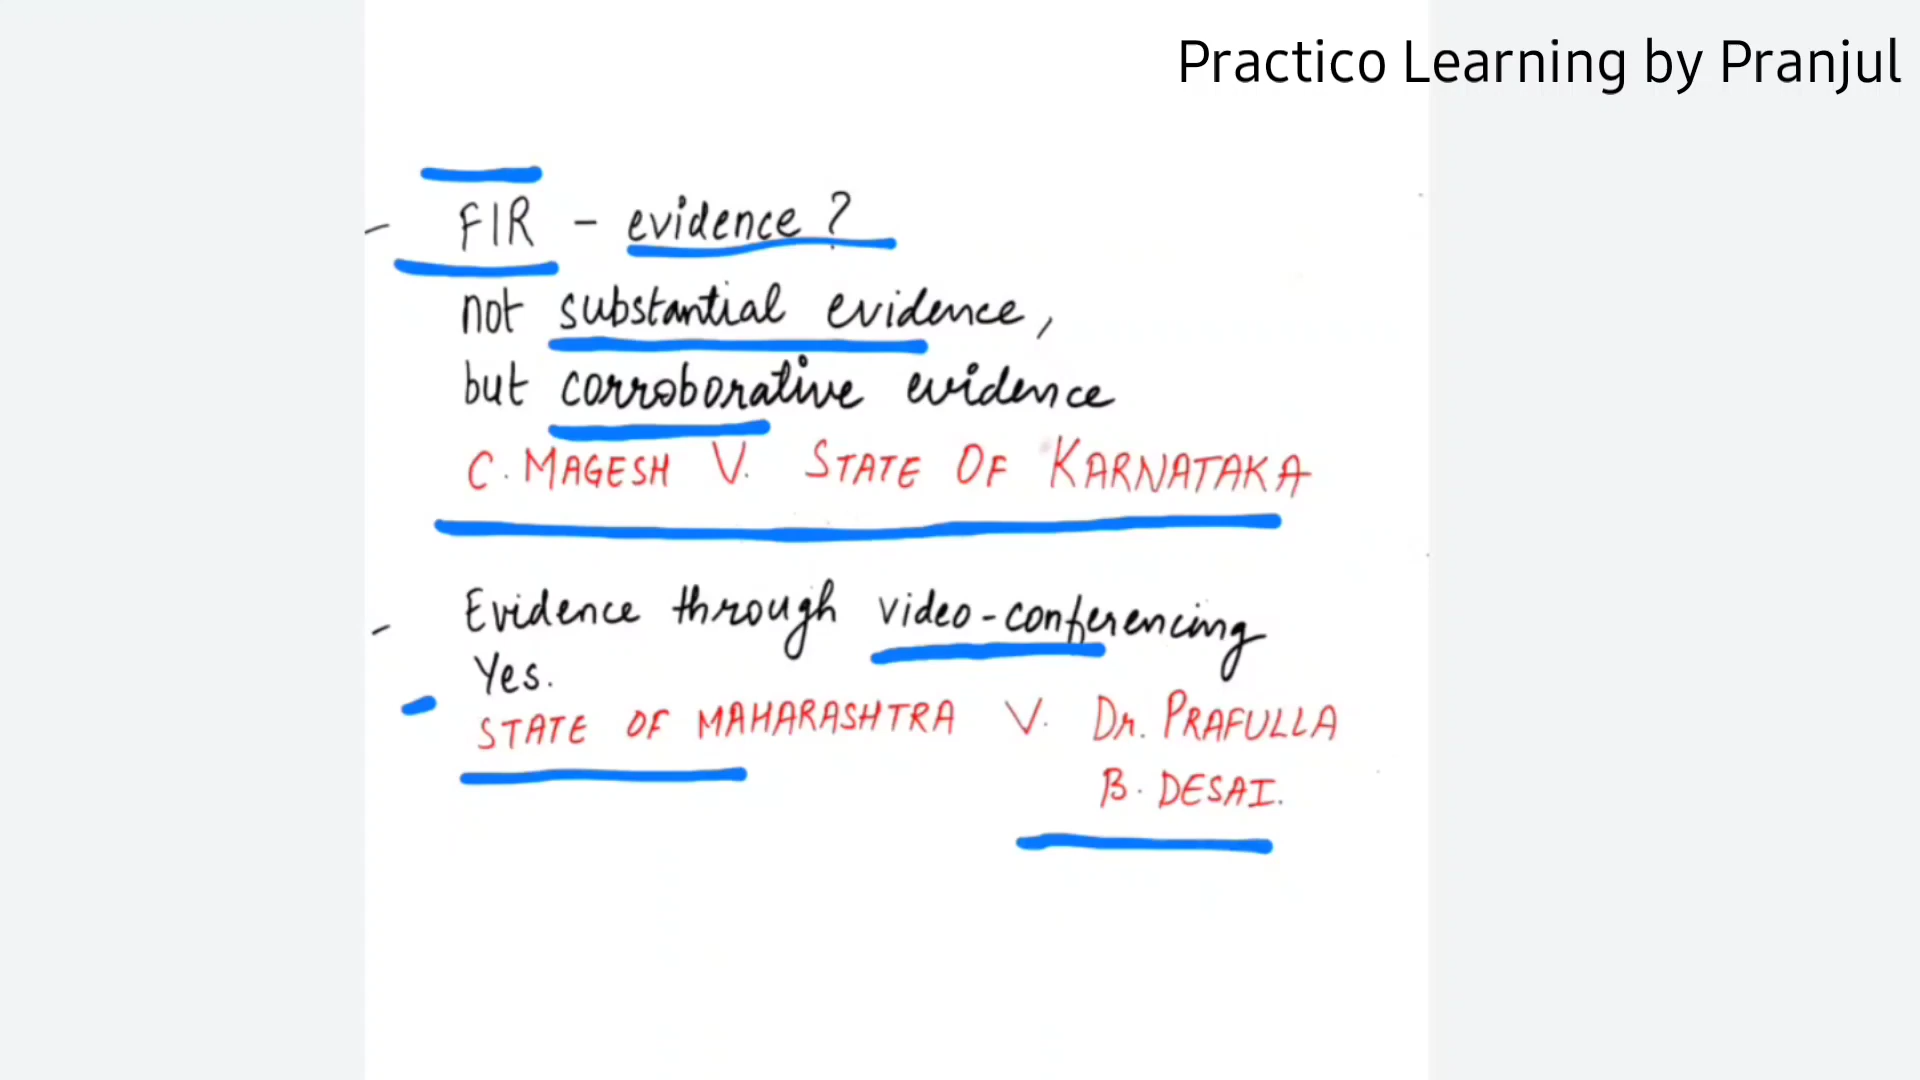 Practico Learning by Pranjul
- FIR - evidence?
not substantial evidence,
but corroborative evidence
C. MAGESH V. STATE OF KARNATAKA
- Evidence through video-conferencing
Yes.
STATE OF MAHARASHTRA V. Dr. PRAFULLA
B. DESAI.